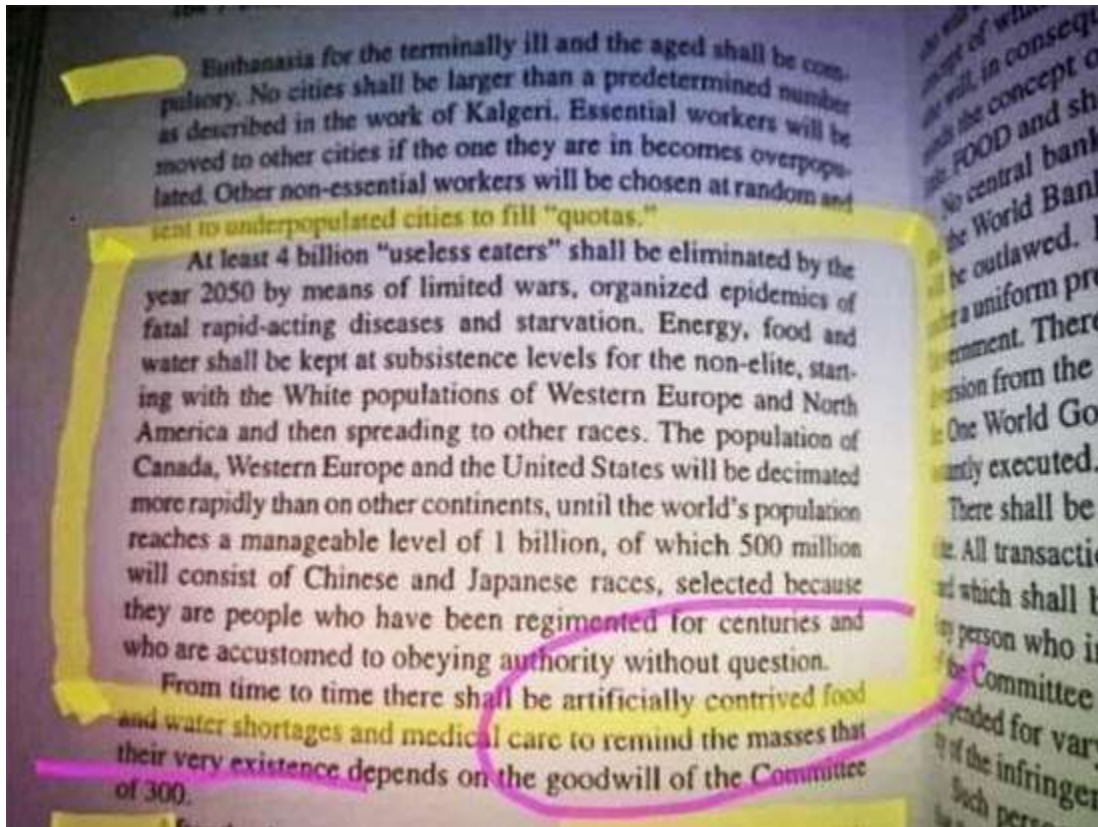 Euthanasia for the terminally ill and the aged shall be com-
pulsory. No cities shall be larger than a predetermined number
as described in the work of Kalgeri. Essential workers will be
moved to other cities if the one they are in becomes overpopu-
lated. Other non-essential workers will be chosen at random and
sent to underpopulated cities to fill "quotas."
At least 4 billion "useless eaters" shall be eliminated by the
year 2050 by means of limited wars, organized epidemics of
fatal rapid-acting diseases and starvation. Energy, food and
water shall be kept at subsistence levels for the non-elite, start-
ing with the White populations of Western Europe and North
America and then spreading to other races. The population of
Canada, Western Europe and the United States will be decimated
more rapidly than on other continents, until the world's population
reaches a manageable level of 1 billion, of which 500 million
will consist of Chinese and Japanese races, selected because
they are people who have been regimented for centuries and
who are accustomed to obeying authority without question.
From time to time there shall be artificially contrived food
and water shortages and medical care to remind the masses that
their very existence depends on the goodwill of the Committee
of 300.
will, in
the concept
FOOD and
No central
World
be outlawed.
a uniform
There
from the
One World
executed.
There shall be
All
which shall
person who
Committee
for
of the
Such